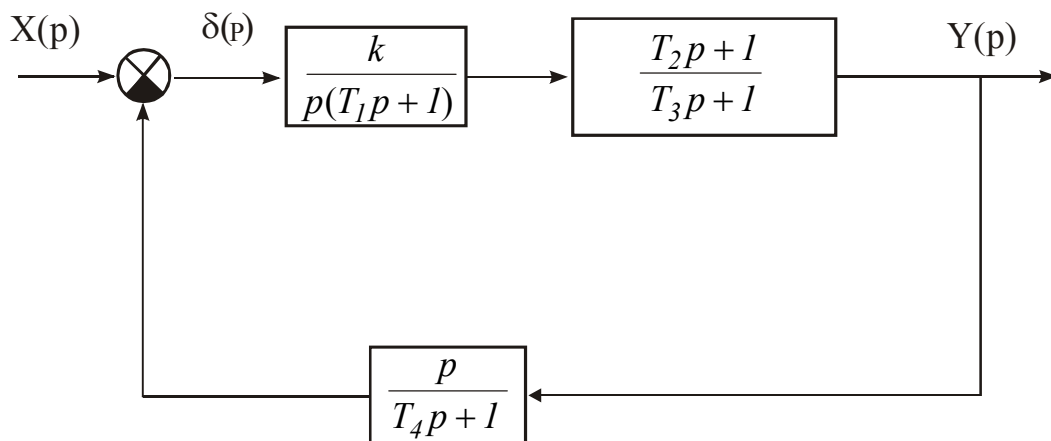 X(p)
δ(p)
k
p(T₁p + 1)
T₂p + 1
T₃p + 1
Y(p)
p
T₄p + 1